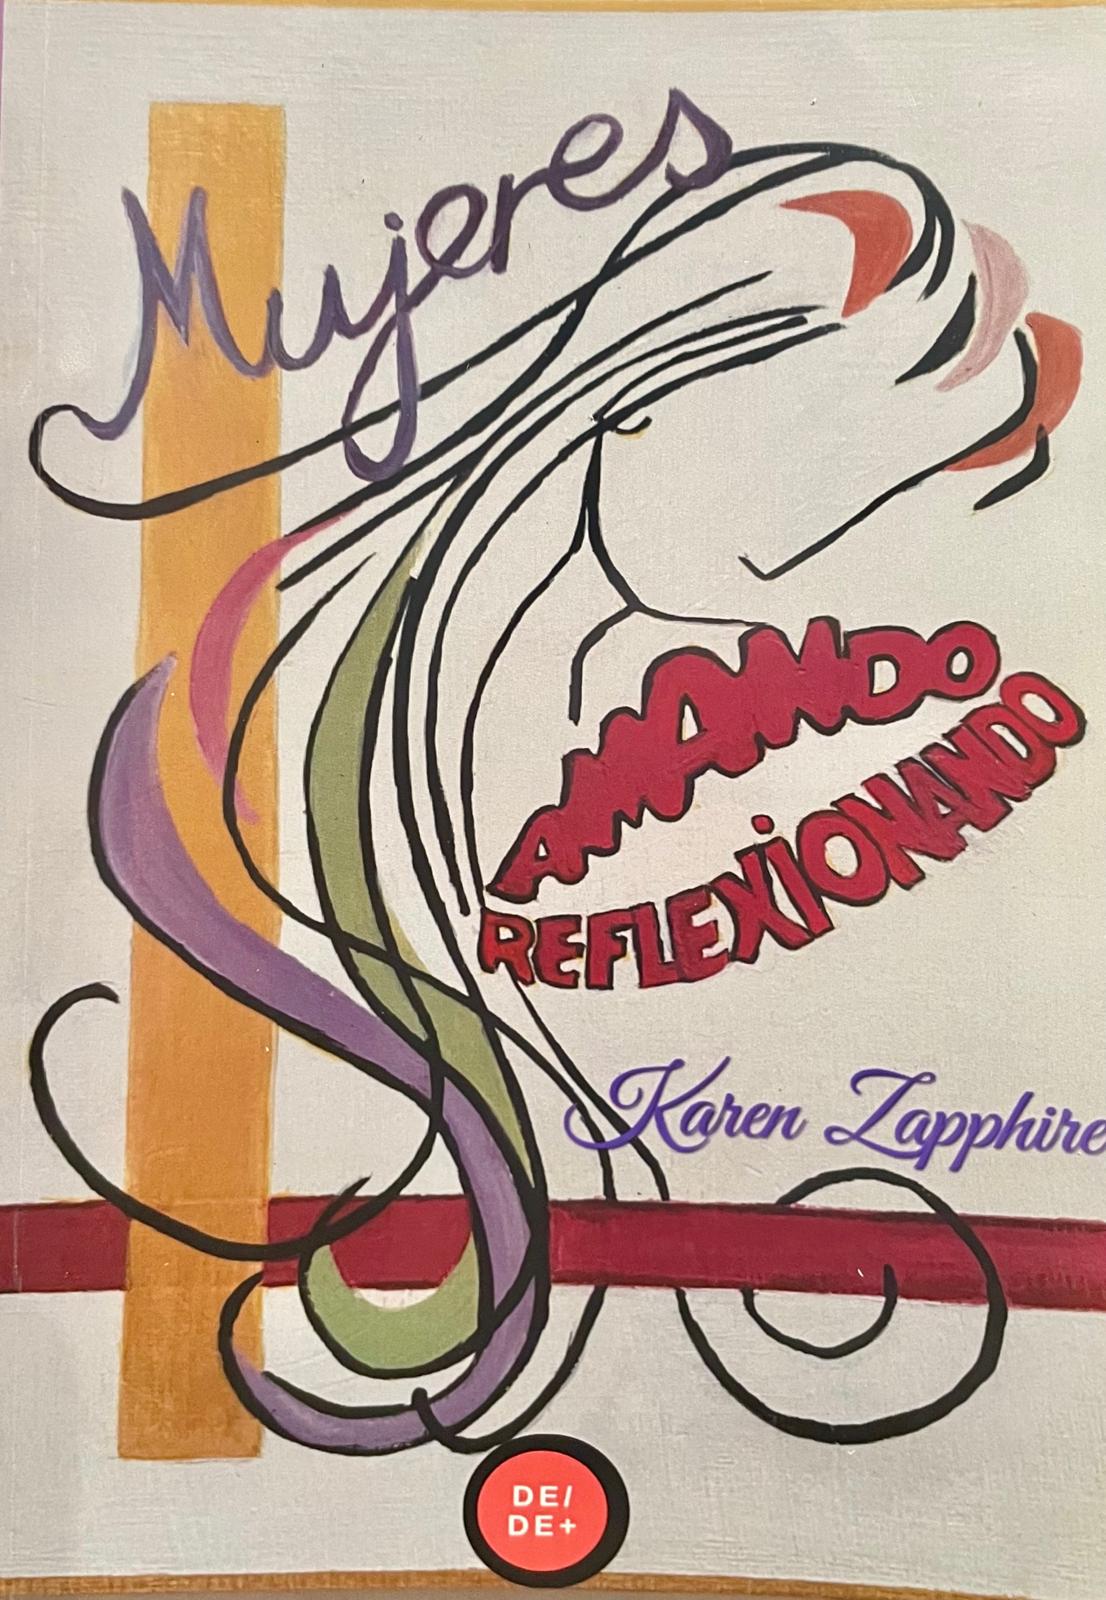 Mujeres
AMANDO
REFLEXiONANDO
Karen Zapphire
DE/
DE+